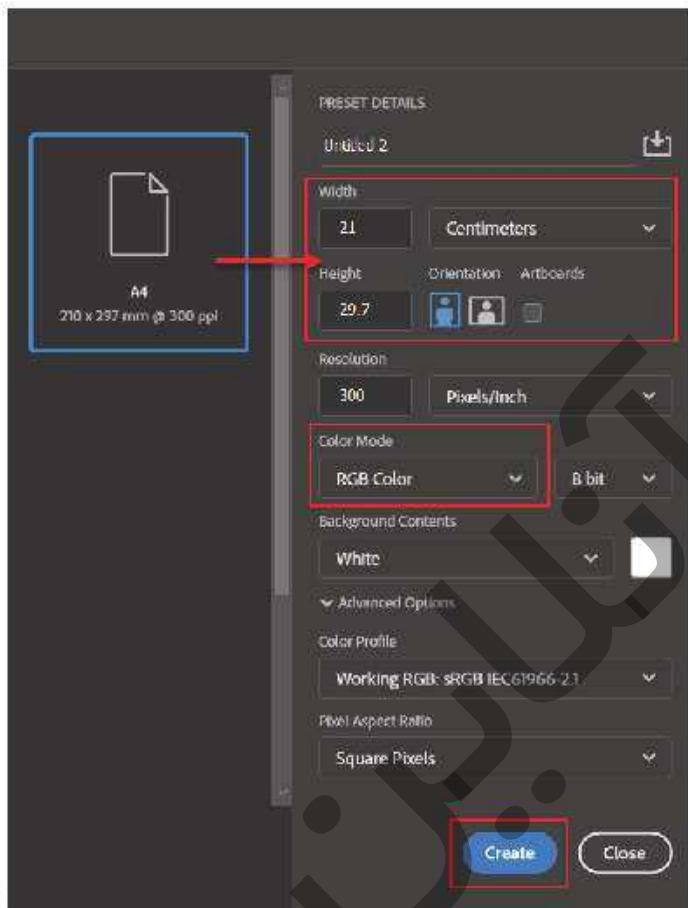 PRESET DETAILS
Untitled 2
Width
21 Centimeters
Height Orientation Artboards
29.7
A4
210 x 297 mm @ 300 ppi
Resolution
300 Pixels/Inch
Color Mode
RGB Color 8 bit
Background Contents
White
Advanced Options
Color Profile
Working RGB: sRGB IEC61966-2.1
Pixel Aspect Ratio
Square Pixels
Create Close